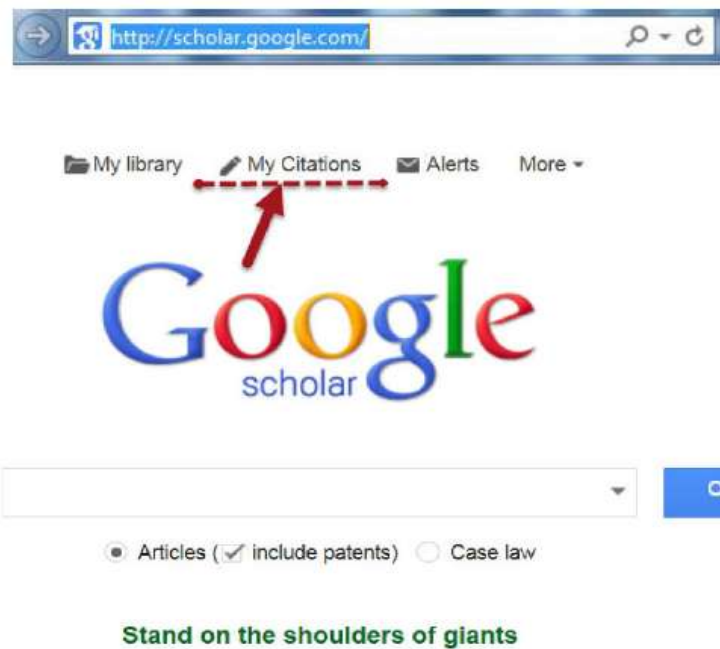 http://scholar.google.com/
My library My Citations Alerts More
Google
scholar
Articles ( include patents) Case law
Stand on the shoulders of giants